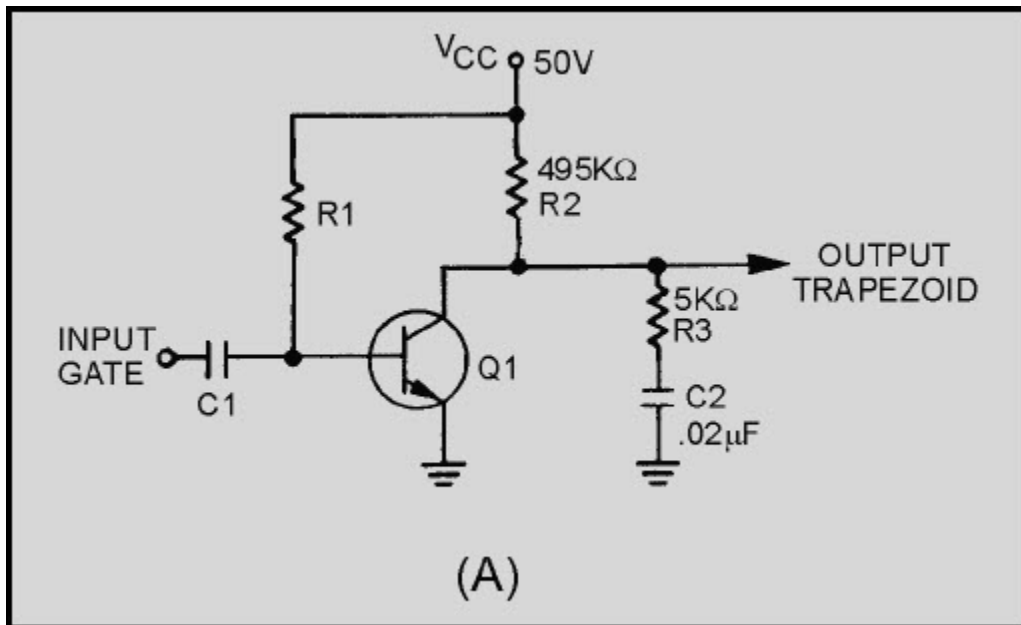 VCC 50V
495KΩ
R2
R1
OUTPUT
TRAPEZOID
5KΩ
R3
INPUT
GATE
C1
Q1
C2
.02µF
(A)